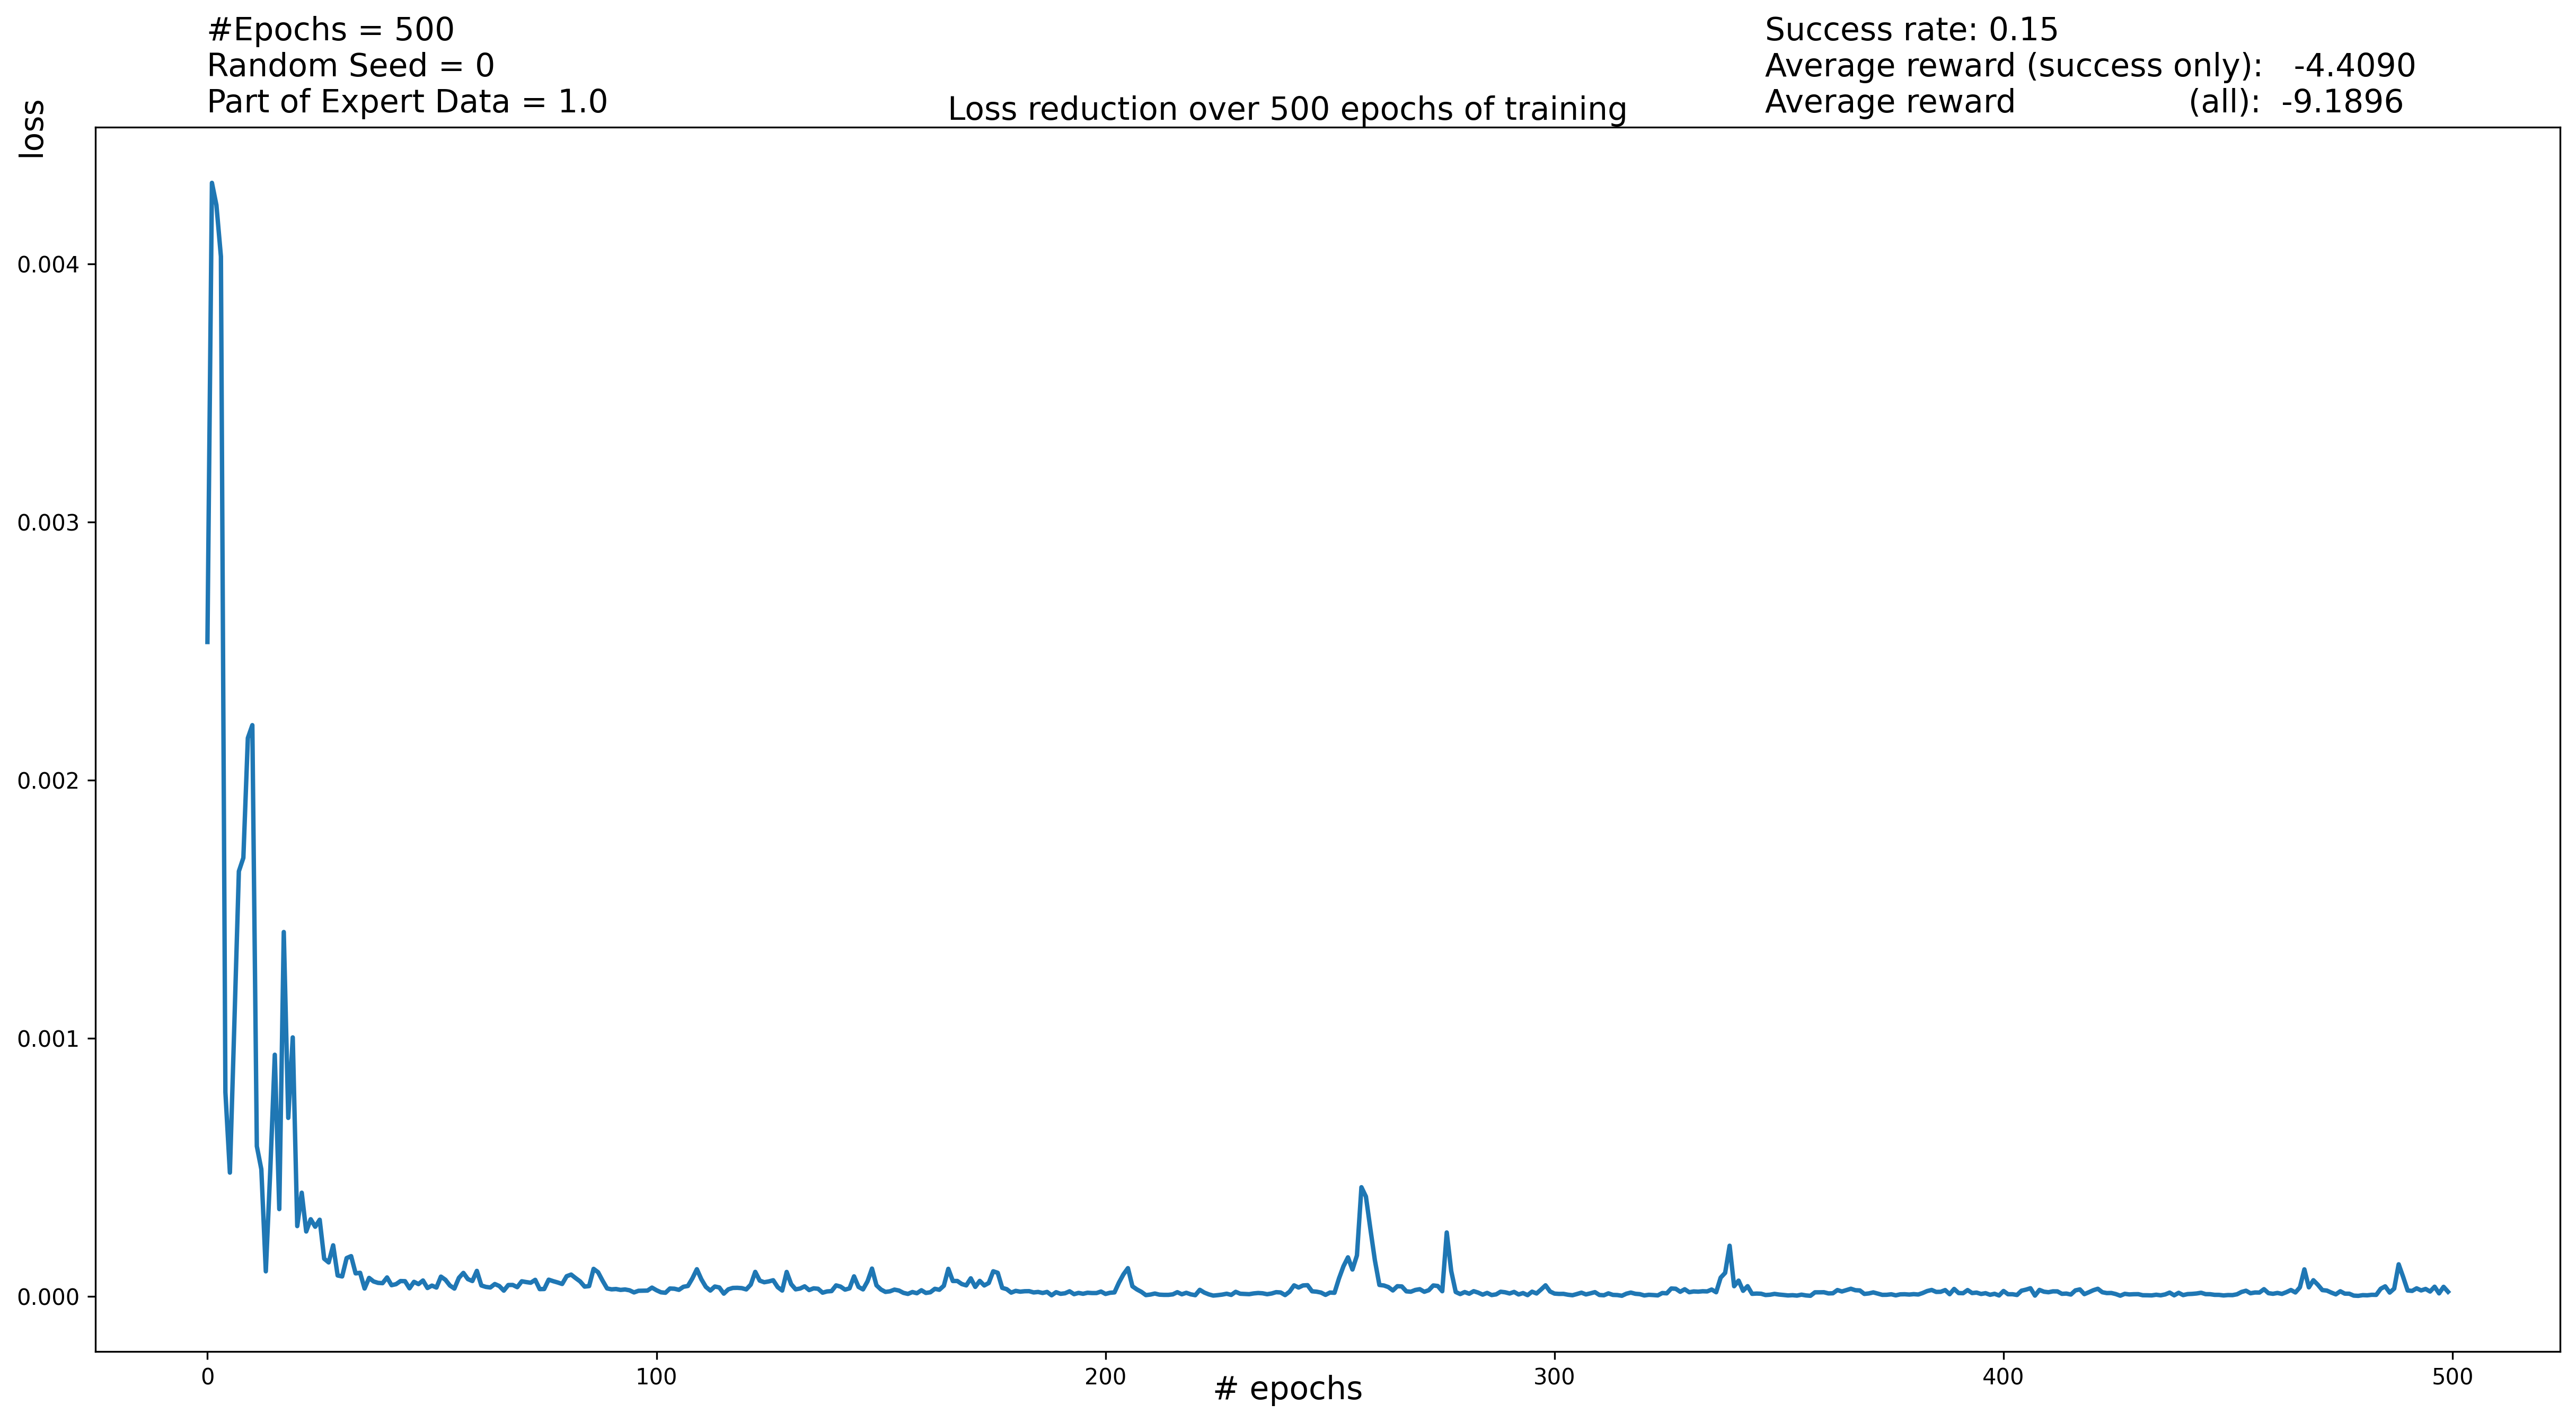 #Epochs = 500
Random Seed = 0
Part of Expert Data = 1.0
Success rate: 0.15
Average reward (success only): -4.4090
Average reward (all): -9.1896
Loss reduction over 500 epochs of training
loss
0.004
0.003
0.002
0.001
0.000
0 100 200 300 400 500
# epochs